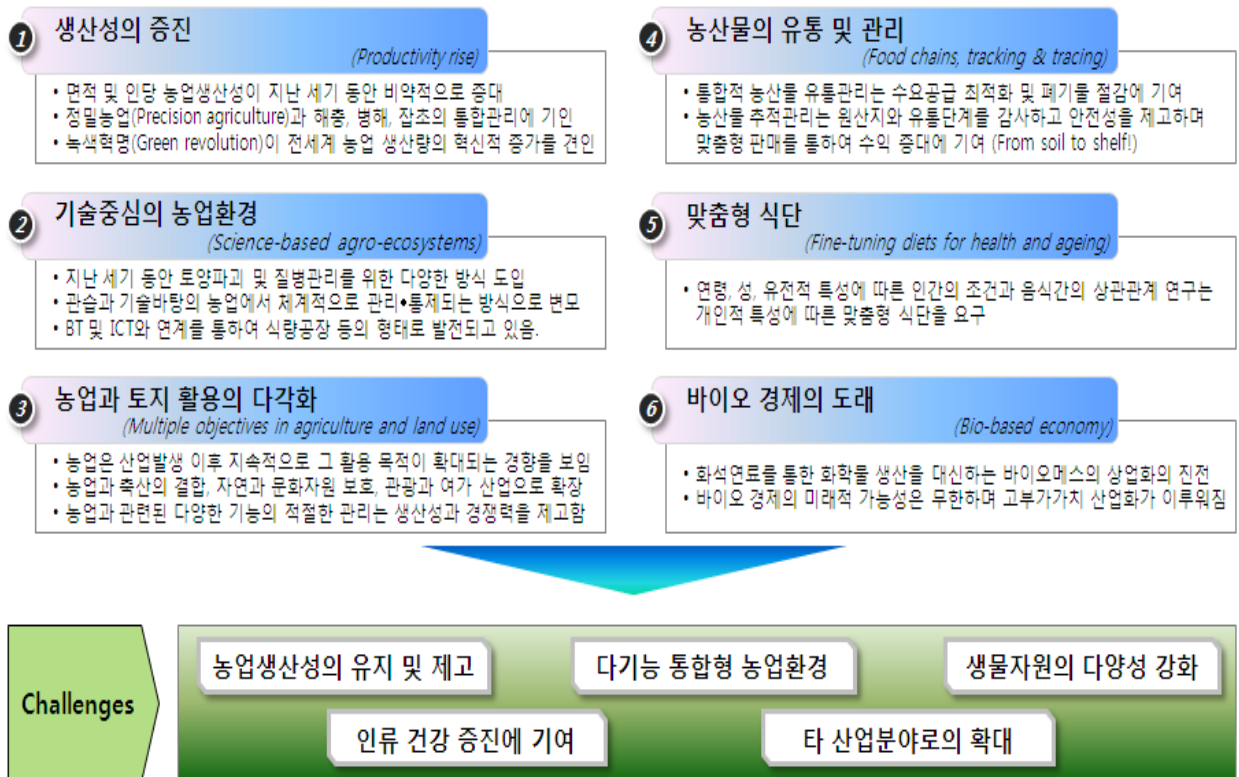 1 생산성의 증진
(Productivity rise)
• 면적 및 인당 농업생산성이 지난 세기 동안 비약적으로 증대
• 정밀농업(Precision agriculture)과 해충, 병해, 잡초의 통합관리에 기인
• 녹색혁명(Green revolution)이 전세계 농업 생산량의 혁신적 증가를 견인
2 기술중심의 농업환경
(Science-based agro-ecosystems)
• 지난 세기 동안 토양파괴 및 질병관리를 위한 다양한 방식 도입
• 관습과 기술바탕의 농업에서 체계적으로 관리•통제되는 방식으로 변모
• BT 및 ICT와 연계를 통하여 식량공장 등의 형태로 발전되고 있음.
3 농업과 토지 활용의 다각화
(Multiple objectives in agriculture and land use)
• 농업은 산업발생 이후 지속적으로 그 활용 목적이 확대되는 경향을 보임
• 농업과 축산의 결합, 자연과 문화자원 보호, 관광과 여가 산업으로 확장
• 농업과 관련된 다양한 기능의 적절한 관리는 생산성과 경쟁력을 제고함
4 농산물의 유통 및 관리
(Food chains, tracking & tracing)
• 통합적 농산물 유통관리는 수요공급 최적화 및 폐기물 절감에 기여
• 농산물 추적관리는 원산지와 유통단계를 감사하고 안전성을 제고하며
맞춤형 판매를 통하여 수익 증대에 기여 (From soil to shelf!)
5 맞춤형 식단
(Fine-tuning diets for health and ageing)
• 연령, 성, 유전적 특성에 따른 인간의 조건과 음식간의 상관관계 연구는
개인적 특성에 따른 맞춤형 식단을 요구
6 바이오 경제의 도래
(Bio-based economy)
• 화석연료를 통한 화학물 생산을 대신하는 바이오메스의 상업화의 진전
• 바이오 경제의 미래적 가능성은 무한하며 고부가가치 산업화가 이루워짐
Challenges
농업생산성의 유지 및 제고
다기능 통합형 농업환경
생물자원의 다양성 강화
인류 건강 증진에 기여
타 산업분야로의 확대